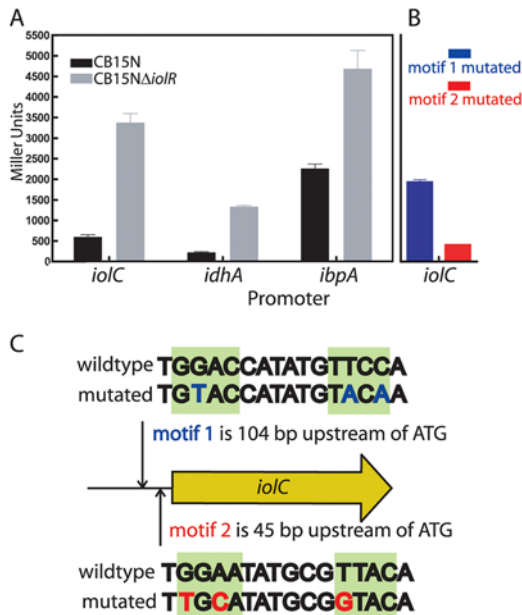 A
B
5500
5000
4500
4000
3500
3000
2500
2000
1500
1000
500
0
Miller Units
CB15N
CB15NΔiolR
iolC
idhA
ibpA
Promoter
motif 1 mutated
motif 2 mutated
iolC
C
wildtype TGGACCATATGTTCCA
mutated TGTACCATATGTACAA
motif 1 is 104 bp upstream of ATG
iolC
motif 2 is 45 bp upstream of ATG
wildtype TGGAATATGCGTTACA
mutated TTGCATATGCGGTACA